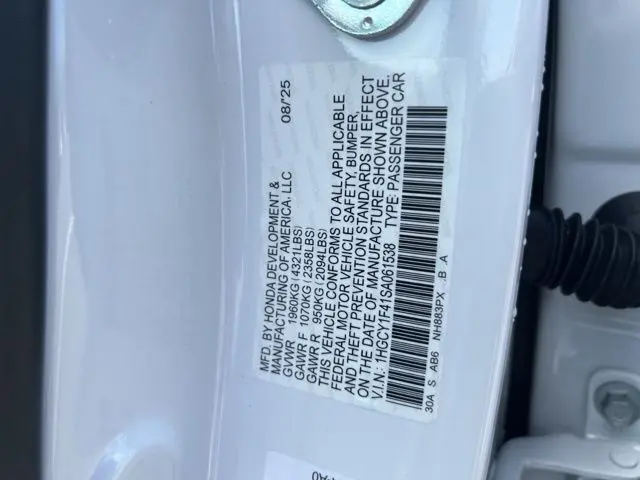 MFD. BY HONDA DEVELOPMENT & 08/'25
MANUFACTURING OF AMERICA, LLC
GVWR 1960KG(4321LBS)
GAWR F 1070KG(2358LBS)
GAWR R 950KG(2094LBS)
THIS VEHICLE CONFORMS TO ALL APPLICABLE
FEDERAL MOTOR VEHICLE SAFETY, BUMPER,
AND THEFT PREVENTION STANDARDS IN EFFECT
ON THE DATE OF MANUFACTURE SHOWN ABOVE.
V.I.N.: 1HGCY1F41SA061538 TYPE: PASSENGER CAR
30A S AB6 NH883PX .B .A